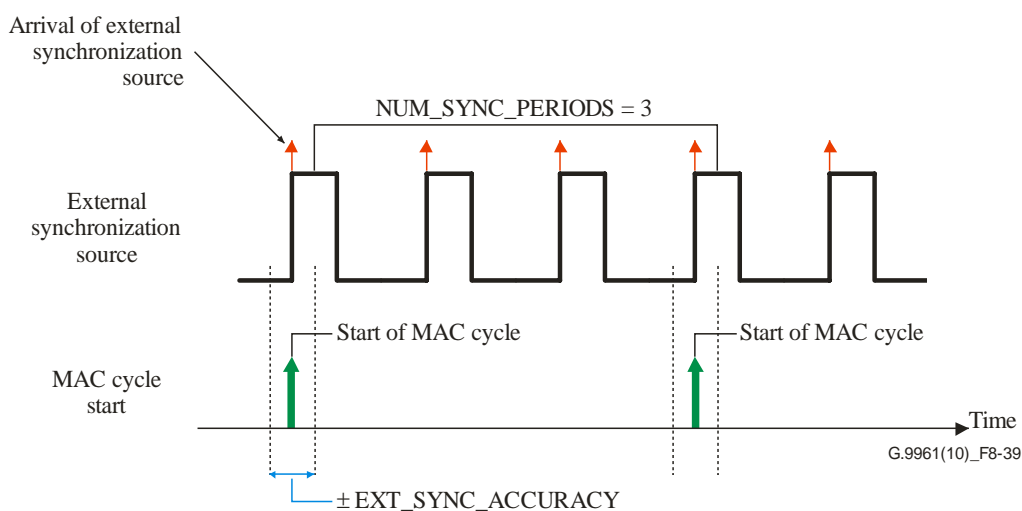 Arrival of external
synchronization
source
NUM_SYNC_PERIODS = 3
External
synchronization
source
Start of MAC cycle
Start of MAC cycle
MAC cycle
start
Time
G.9961(10)_F8-39
± EXT_SYNC_ACCURACY